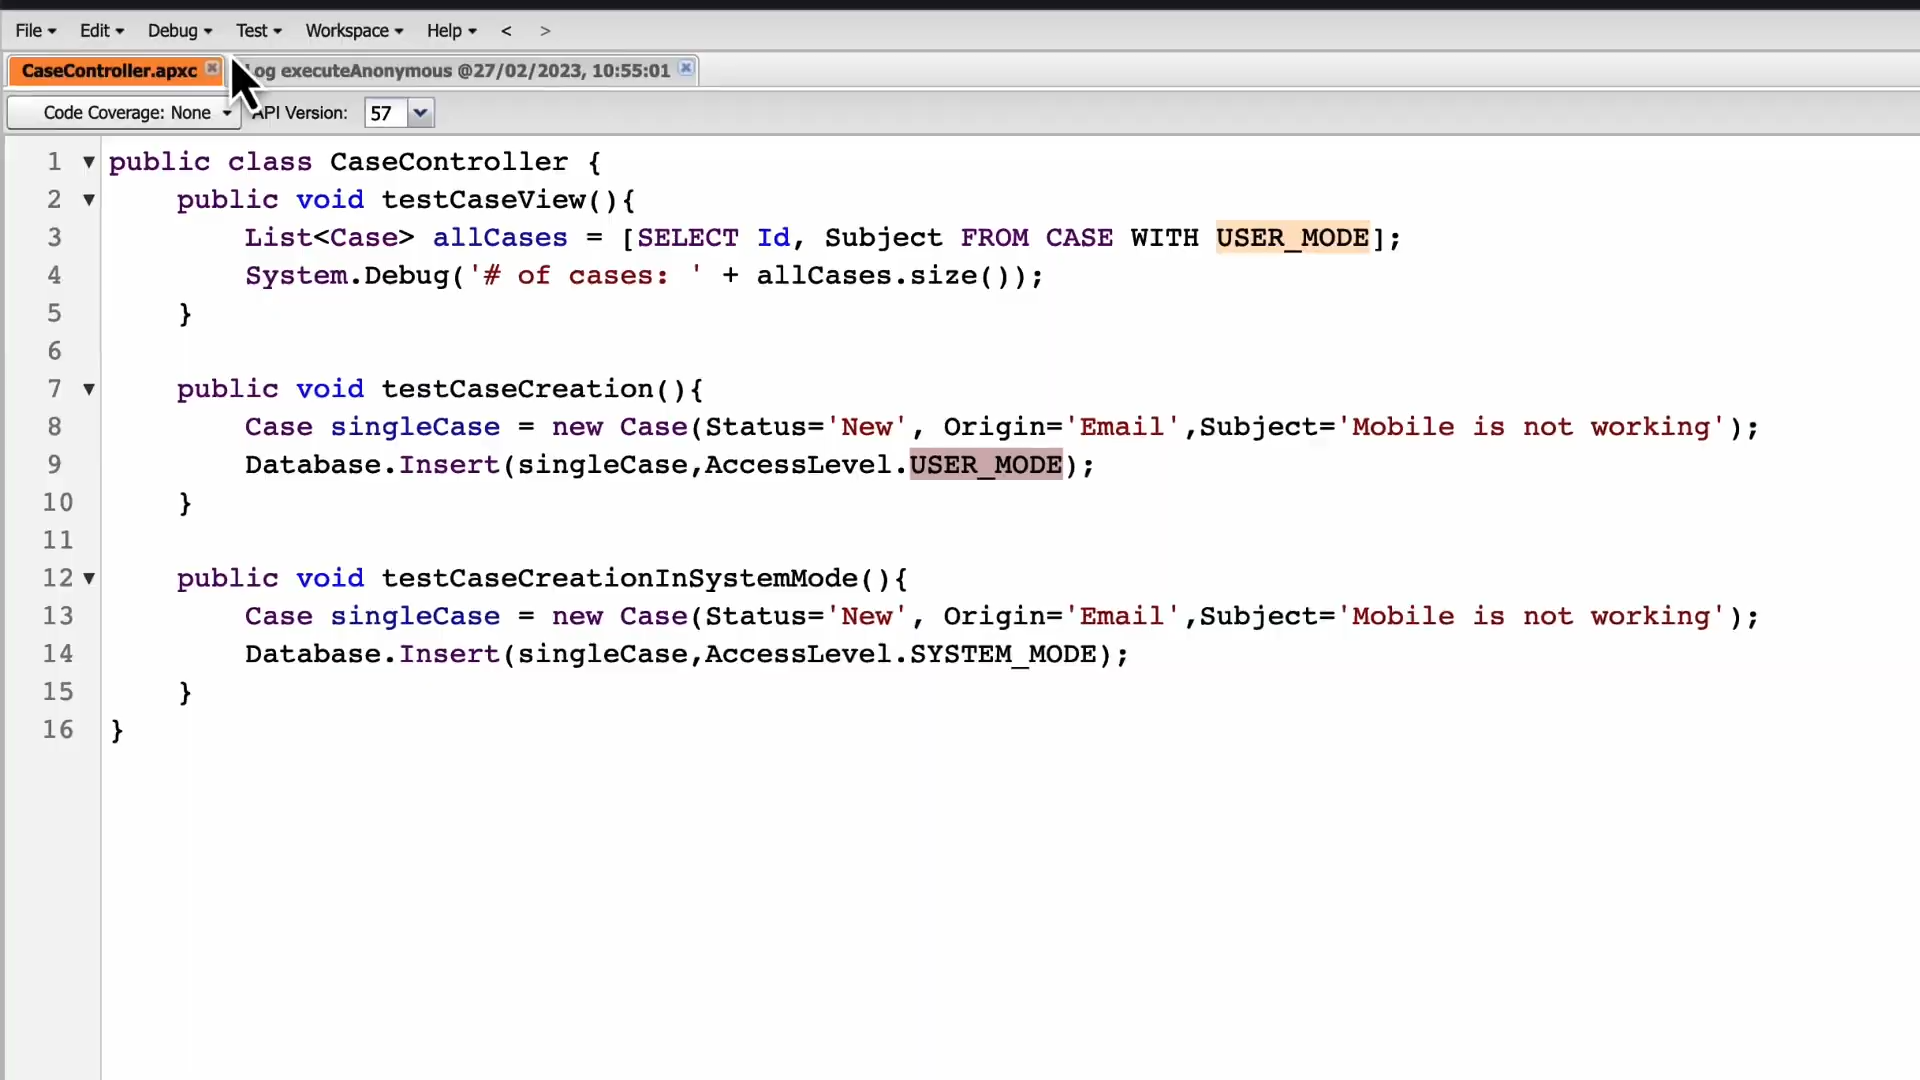 File Edit Debug Test Workspace Help < >
CaseController.apxc executeAnonymous @27/02/2023, 10:55:01
Code Coverage: None API Version: 57
1 public class CaseController {
2 public void testCaseView(){
3 List<Case> allCases = [SELECT Id, Subject FROM CASE WITH USER_MODE];
4 System.Debug('# of cases: ' + allCases.size());
5 }
6
7 public void testCaseCreation(){
8 Case singleCase = new Case(Status='New', Origin='Email',Subject='Mobile is not working');
9 Database.Insert(singleCase,AccessLevel.USER_MODE);
10 }
11
12 public void testCaseCreationInSystemMode(){
13 Case singleCase = new Case(Status='New', Origin='Email',Subject='Mobile is not working');
14 Database.Insert(singleCase,AccessLevel.SYSTEM_MODE);
15 }
16 }